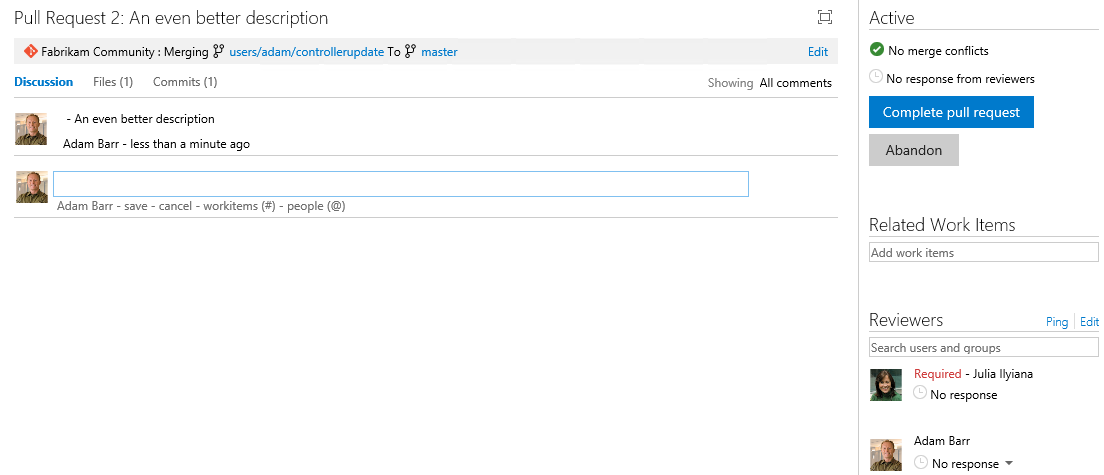 Pull Request 2: An even better description
Fabrikam Community : Merging users/adam/controllerupdate To master
Edit
Discussion Files (1) Commits (1)
Showing All comments
- An even better description
Adam Barr - less than a minute ago
Adam Barr - save - cancel - workitems (#) - people (@)
Active
No merge conflicts
No response from reviewers
Complete pull request
Abandon
Related Work Items
Add work items
Reviewers Ping Edit
Search users and groups
Required - Julia Ilyiana
No response
Adam Barr
No response